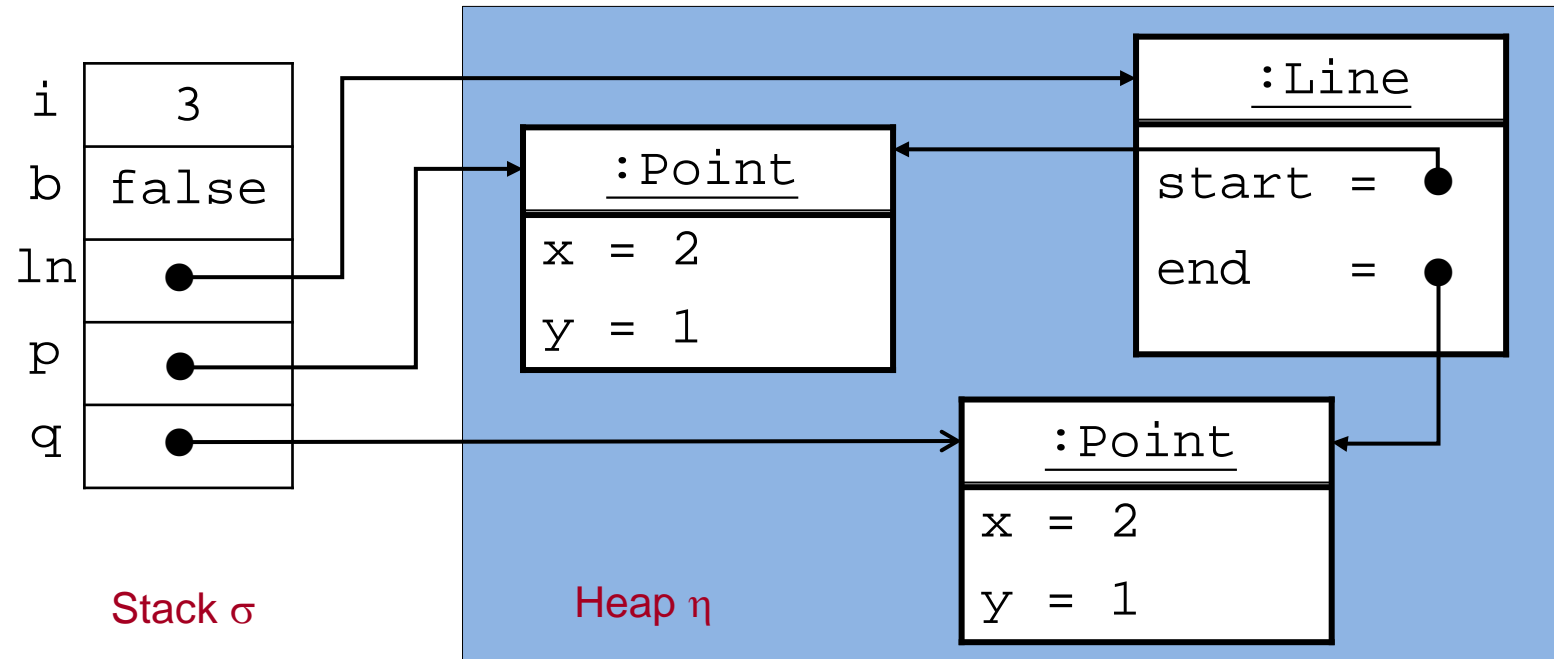 i 3
b false
ln
p
q
Stack σ
:Point
x = 2
y = 1
:Line
start =
end =
:Point
x = 2
y = 1
Heap η